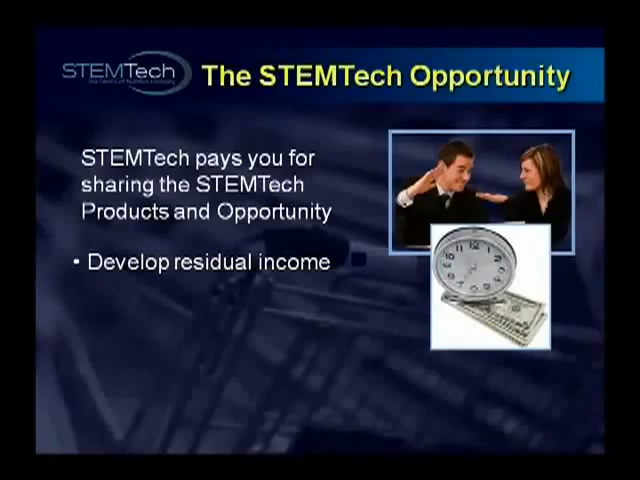 STEMTech
The STEMTech Opportunity
STEMTech pays you for
sharing the STEMTech
Products and Opportunity
• Develop residual income